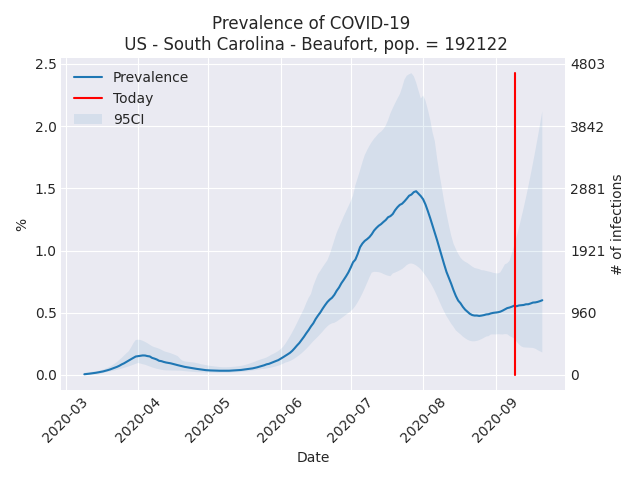 Prevalence of COVID-19
US - South Carolina - Beaufort, pop. = 192122
Prevalence
Today
95CI
2.5
2.0
1.5
1.0
0.5
0.0
%
4803
3842
2881
1921
960
0
# of infections
2020-03
2020-04
2020-05
2020-06
2020-07
2020-08
2020-09
Date